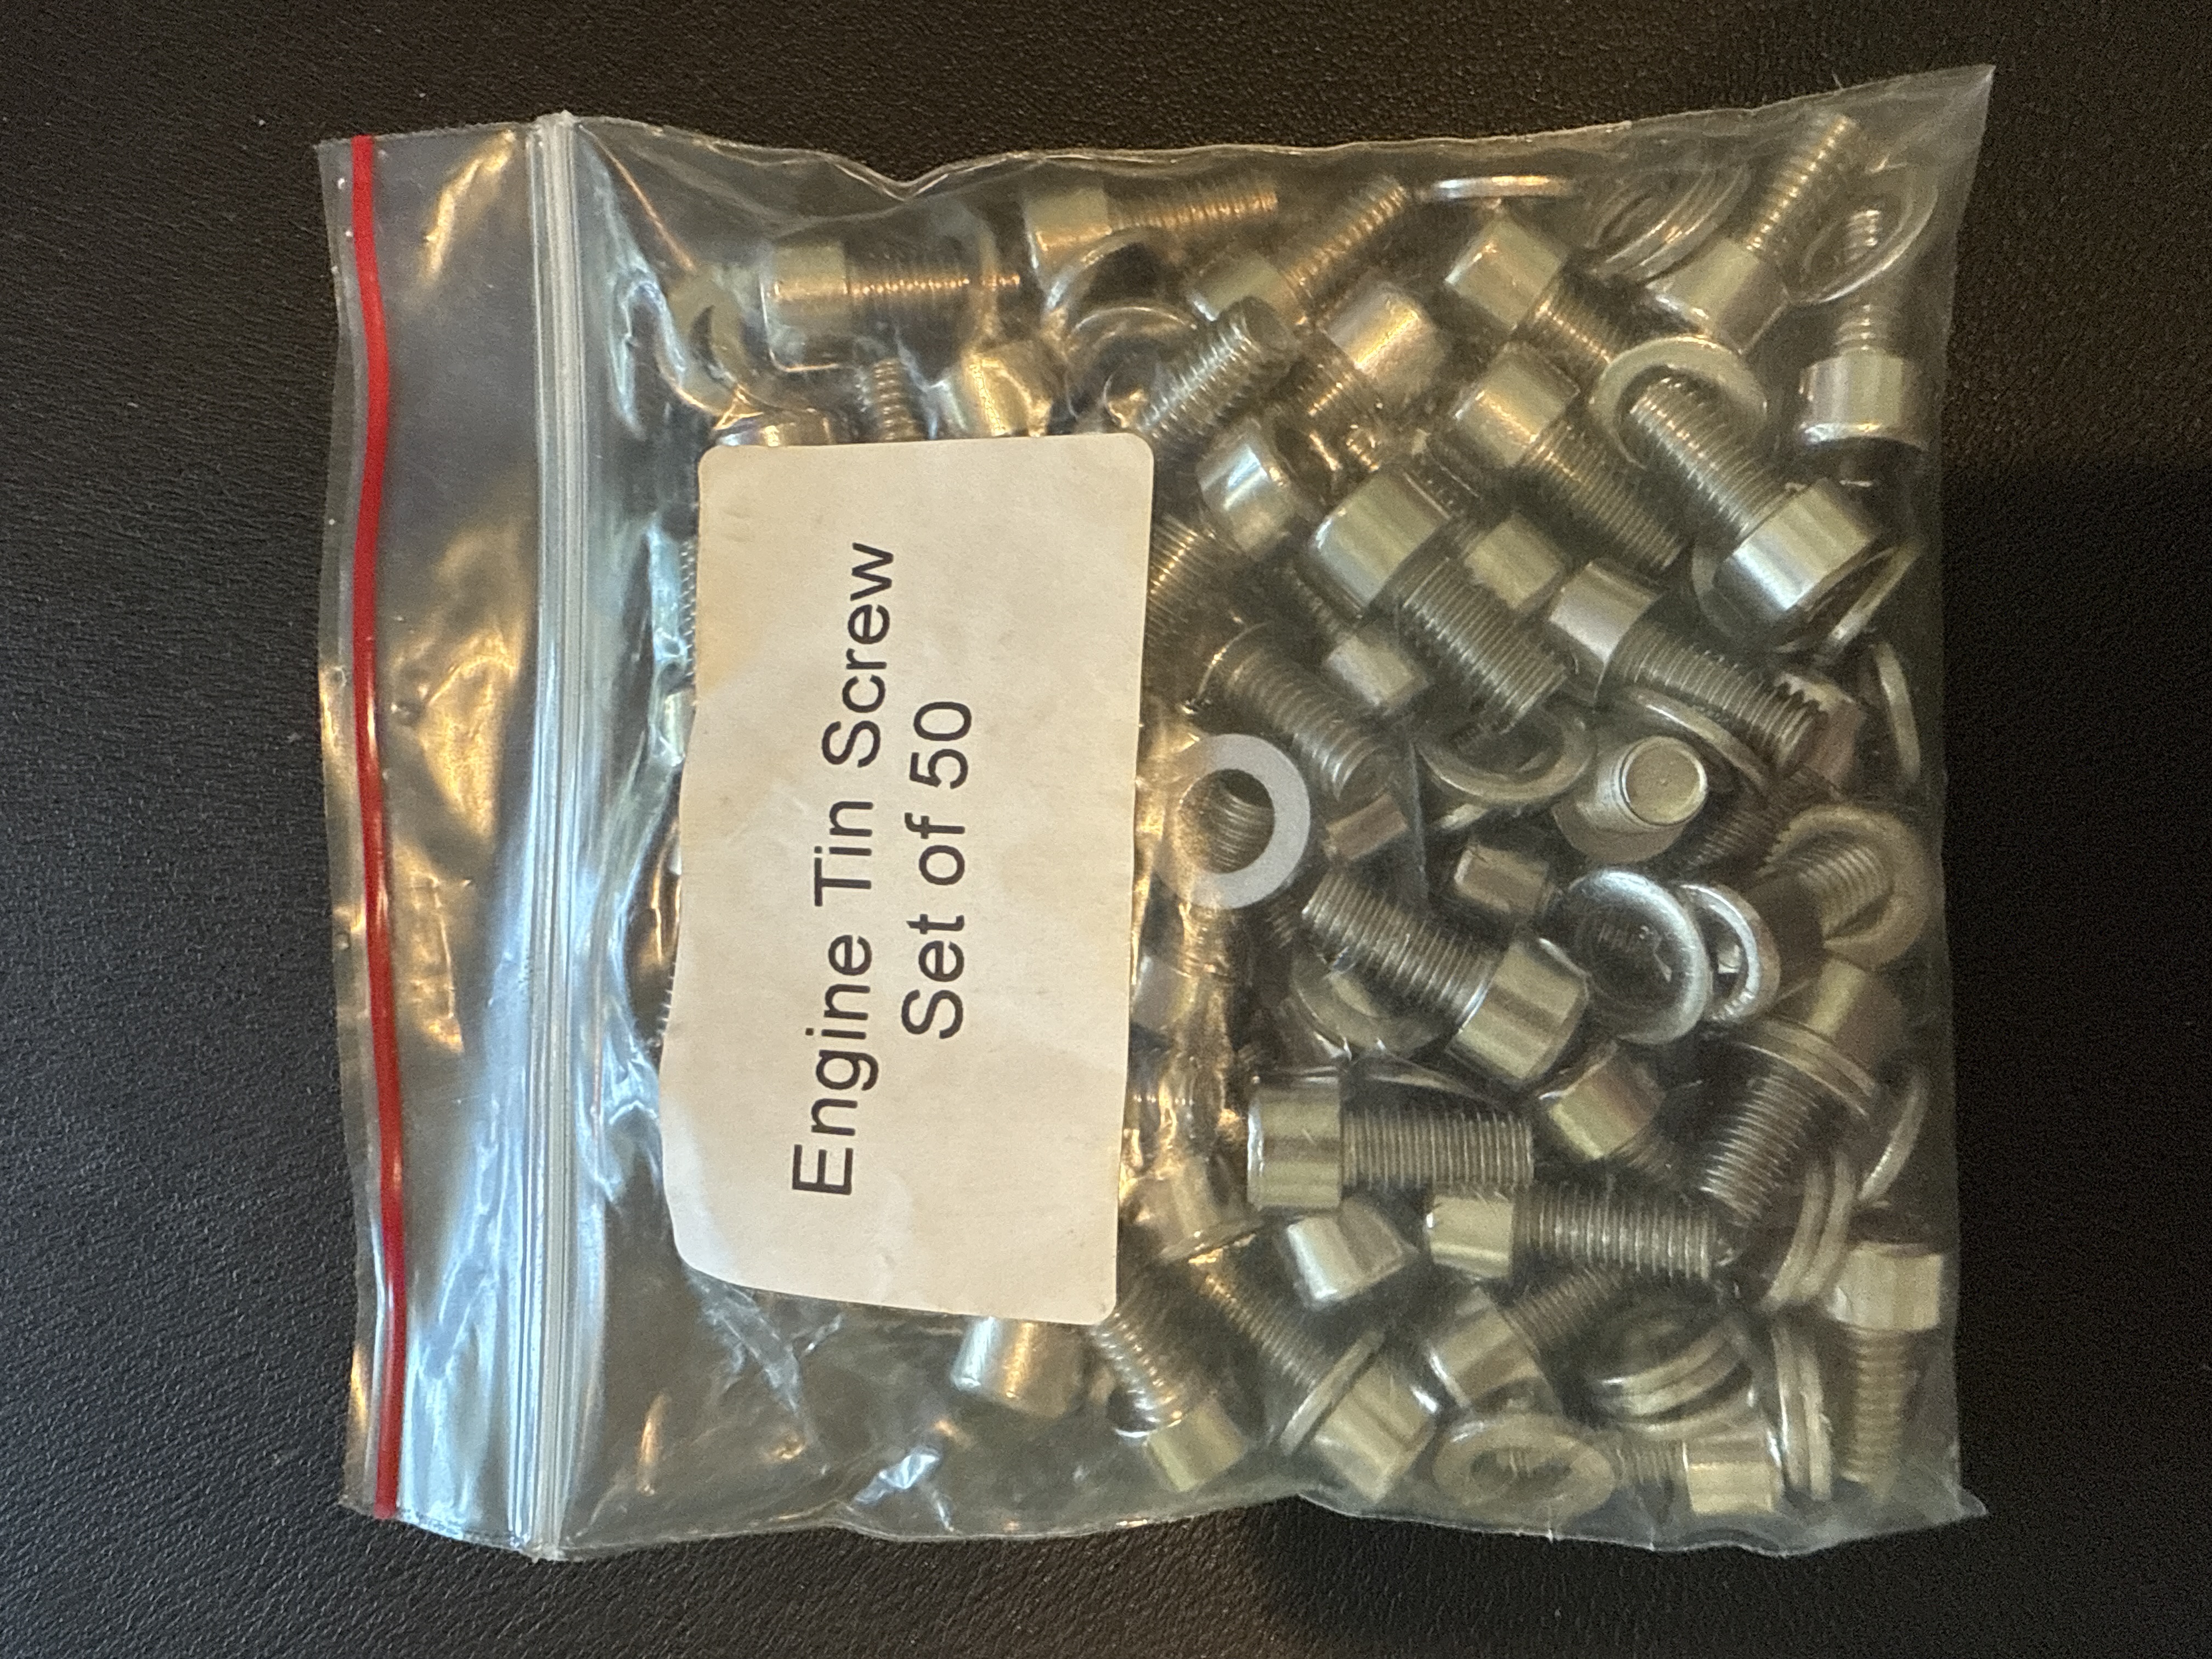 Engine Tin Screw
Set of 50